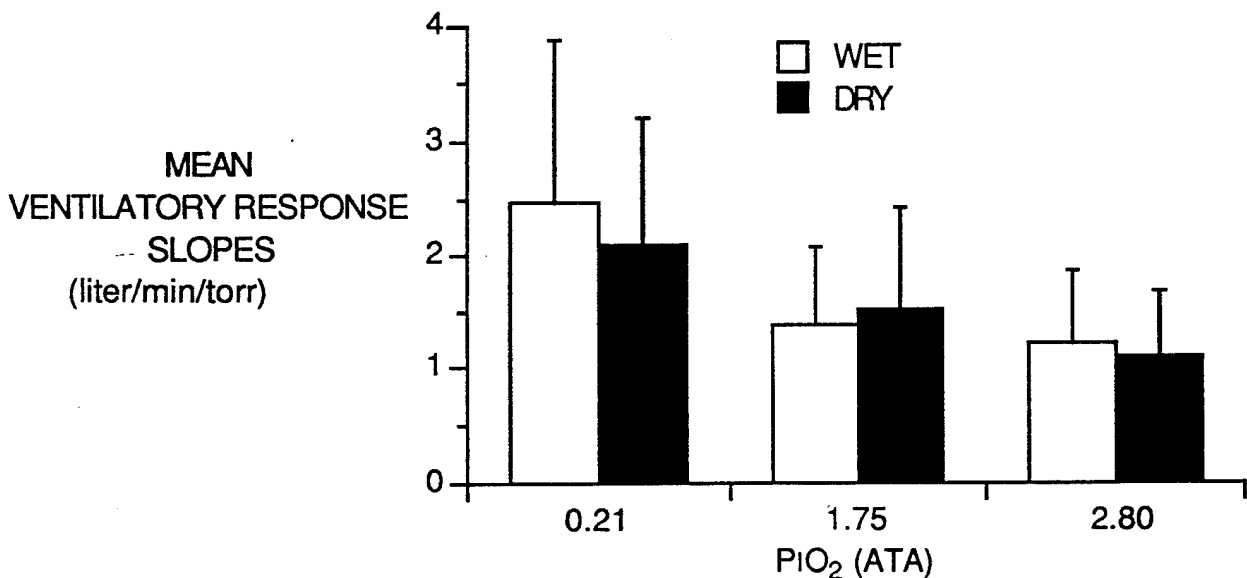 4
WET
DRY
3
MEAN
VENTILATORY RESPONSE
SLOPES
(liter/min/torr)
2
1
0
0.21 1.75 2.80
PIO₂ (ATA)